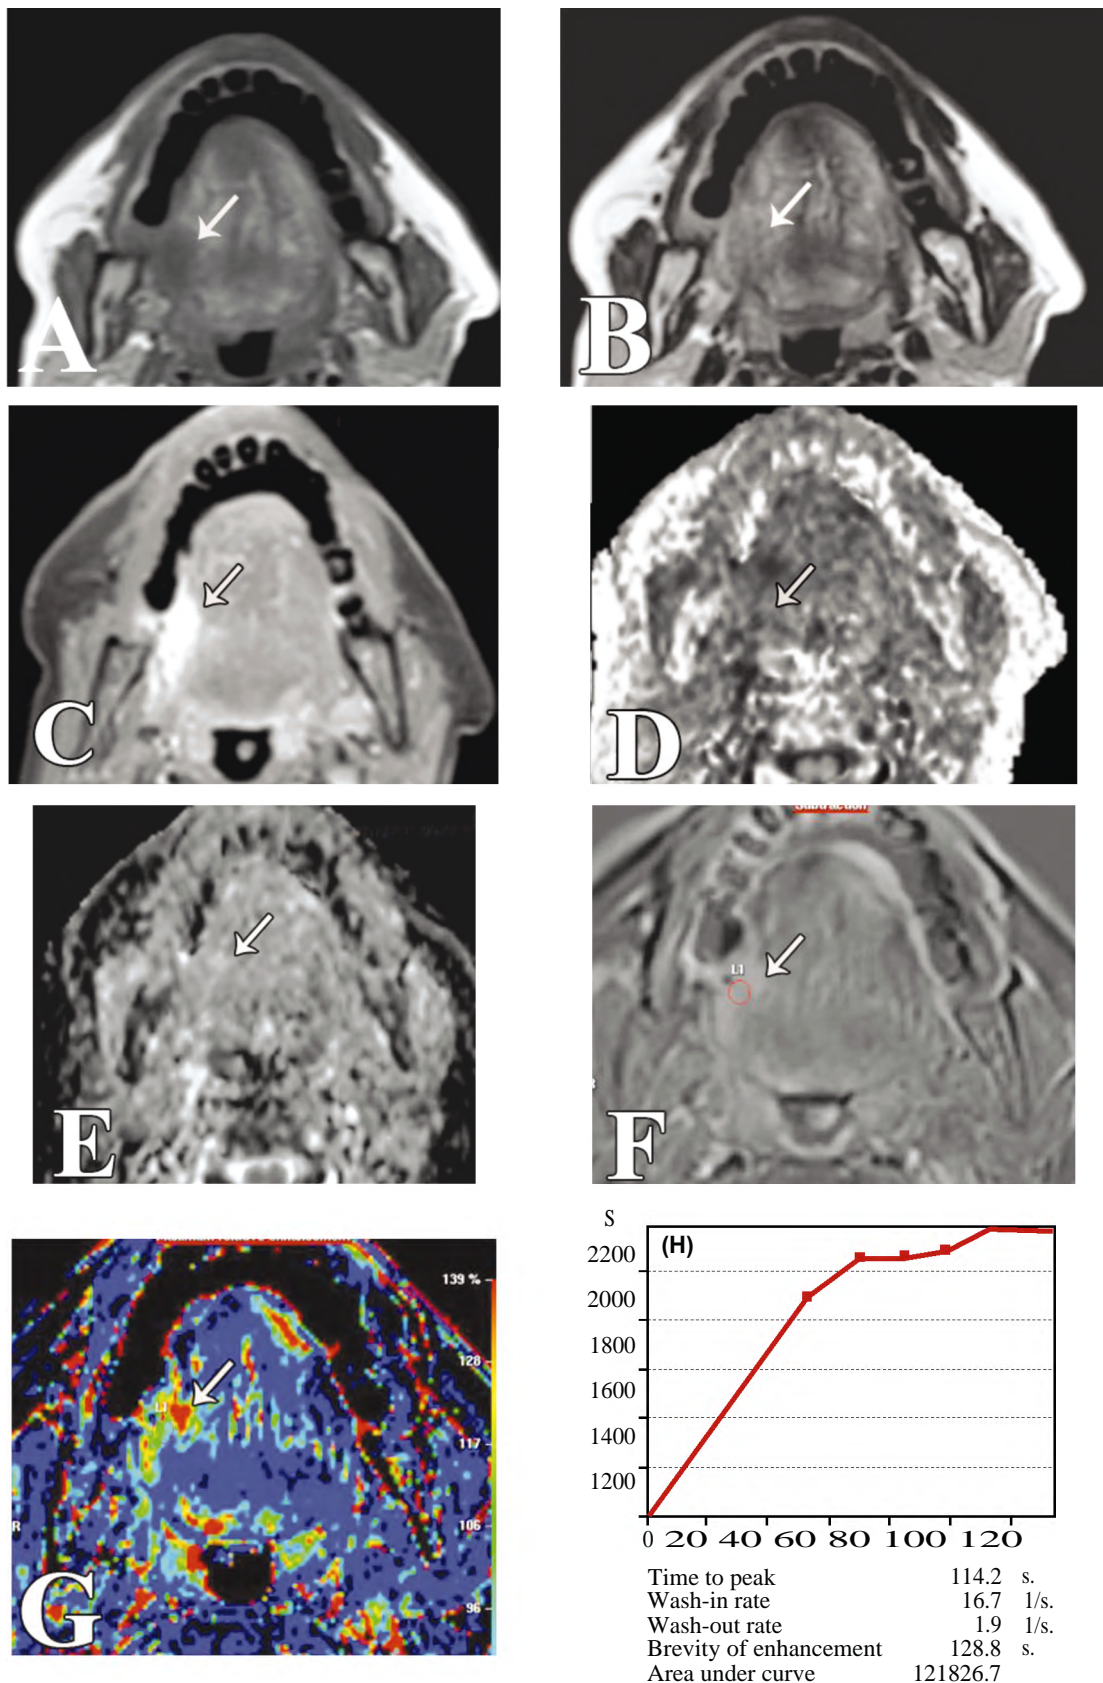 A
B
C
D
E
Subtraction
L1
F
139 %
128
117
R
106
96
G
S
(H)
2200
2000
1800
1600
1400
1200
0 20 40 60 80 100 120
Time to peak 114.2 s.
Wash-in rate 16.7 1/s.
Wash-out rate 1.9 1/s.
Brevity of enhancement 128.8 s.
Area under curve 121826.7